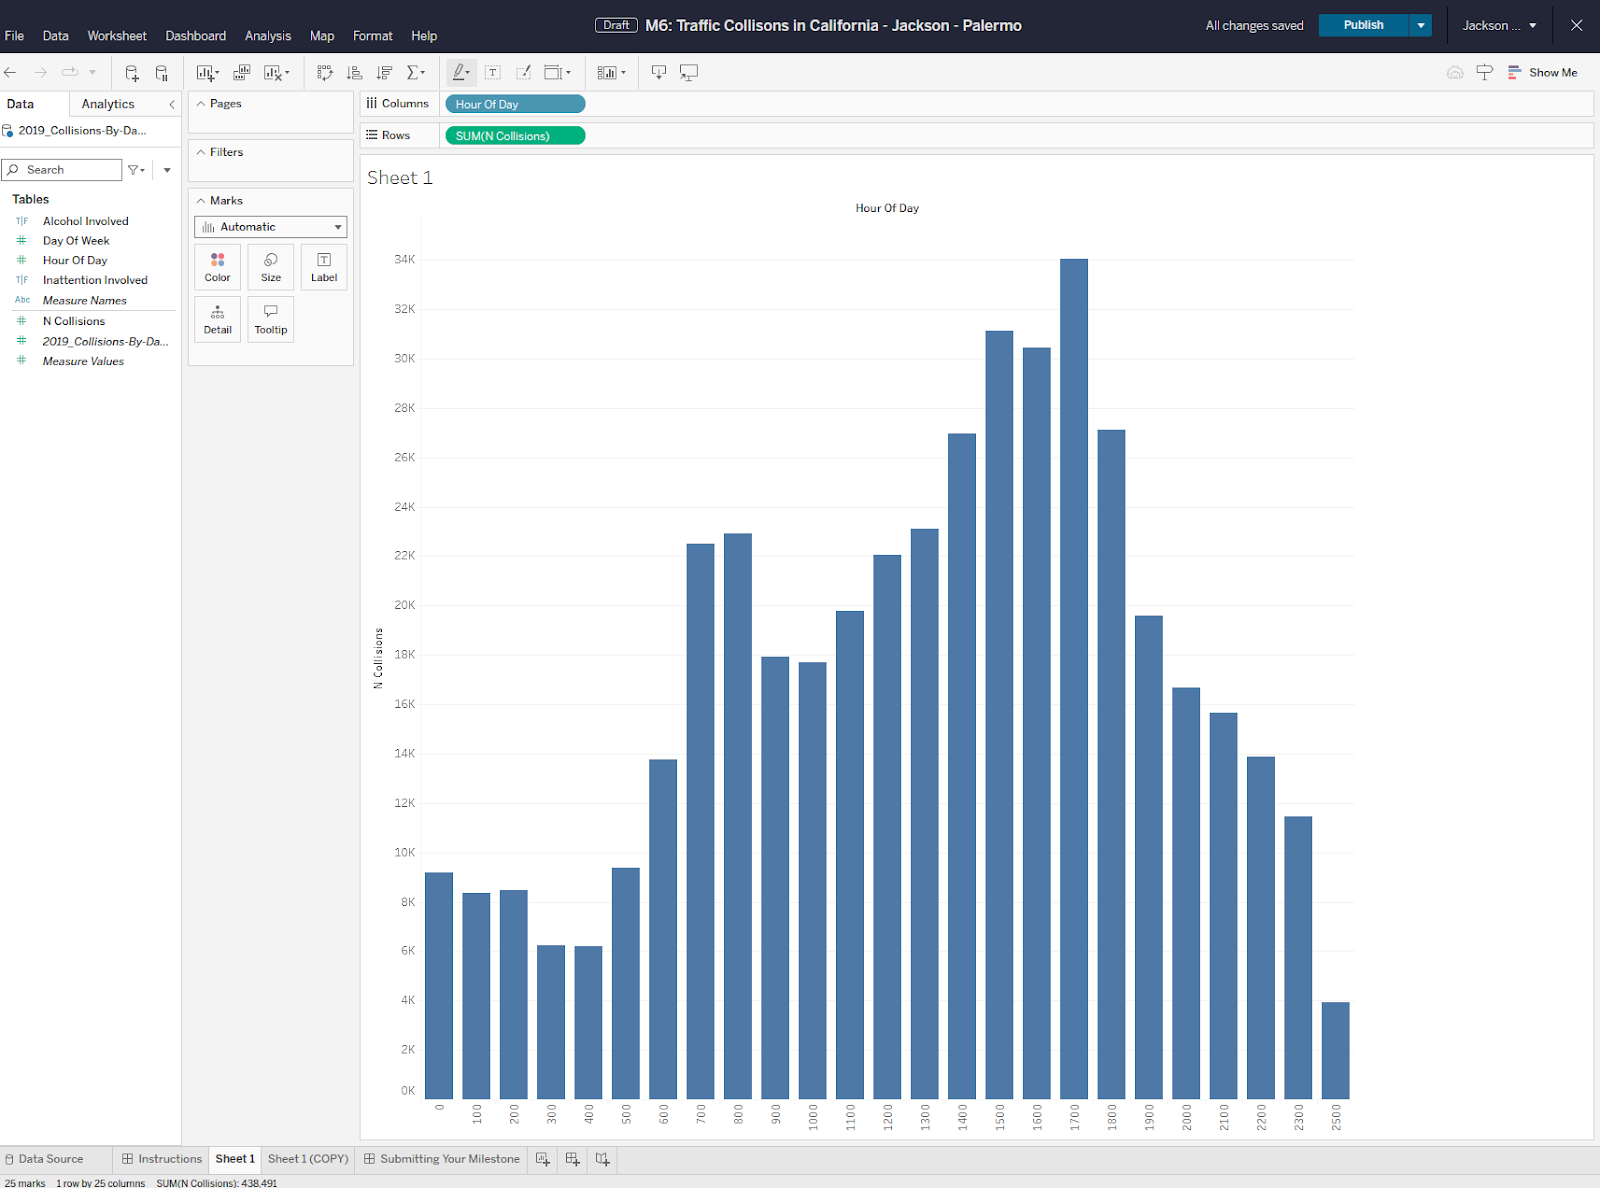 Draft M6: Traffic Collisons in California - Jackson - Palermo
All changes saved Publish Jackson ...
File Data Worksheet Dashboard Analysis Map Format Help
Show Me
Data Analytics
2019_Collisions-By-Da...
Search
Tables
T|F Alcohol Involved
# Day Of Week
# Hour Of Day
T|F Inattention Involved
Abc Measure Names
# N Collisions
# 2019_Collisions-By-Da...
# Measure Values
Pages
Filters
Marks
Automatic
Color Size Label
Detail Tooltip
Columns Hour Of Day
Rows SUM(N Collisions)
Sheet 1
Hour Of Day
N Collisions
34K
32K
30K
28K
26K
24K
22K
20K
18K
16K
14K
12K
10K
8K
6K
4K
2K
0K
0 100 200 300 400 500 600 700 800 900 1000 1100 1200 1300 1400 1500 1600 1700 1800 1900 2000 2100 2200 2300 2500
Data Source Instructions Sheet 1 Sheet 1 (COPY) Submitting Your Milestone
25 marks 1 row by 25 columns SUM(N Collisions): 438,491